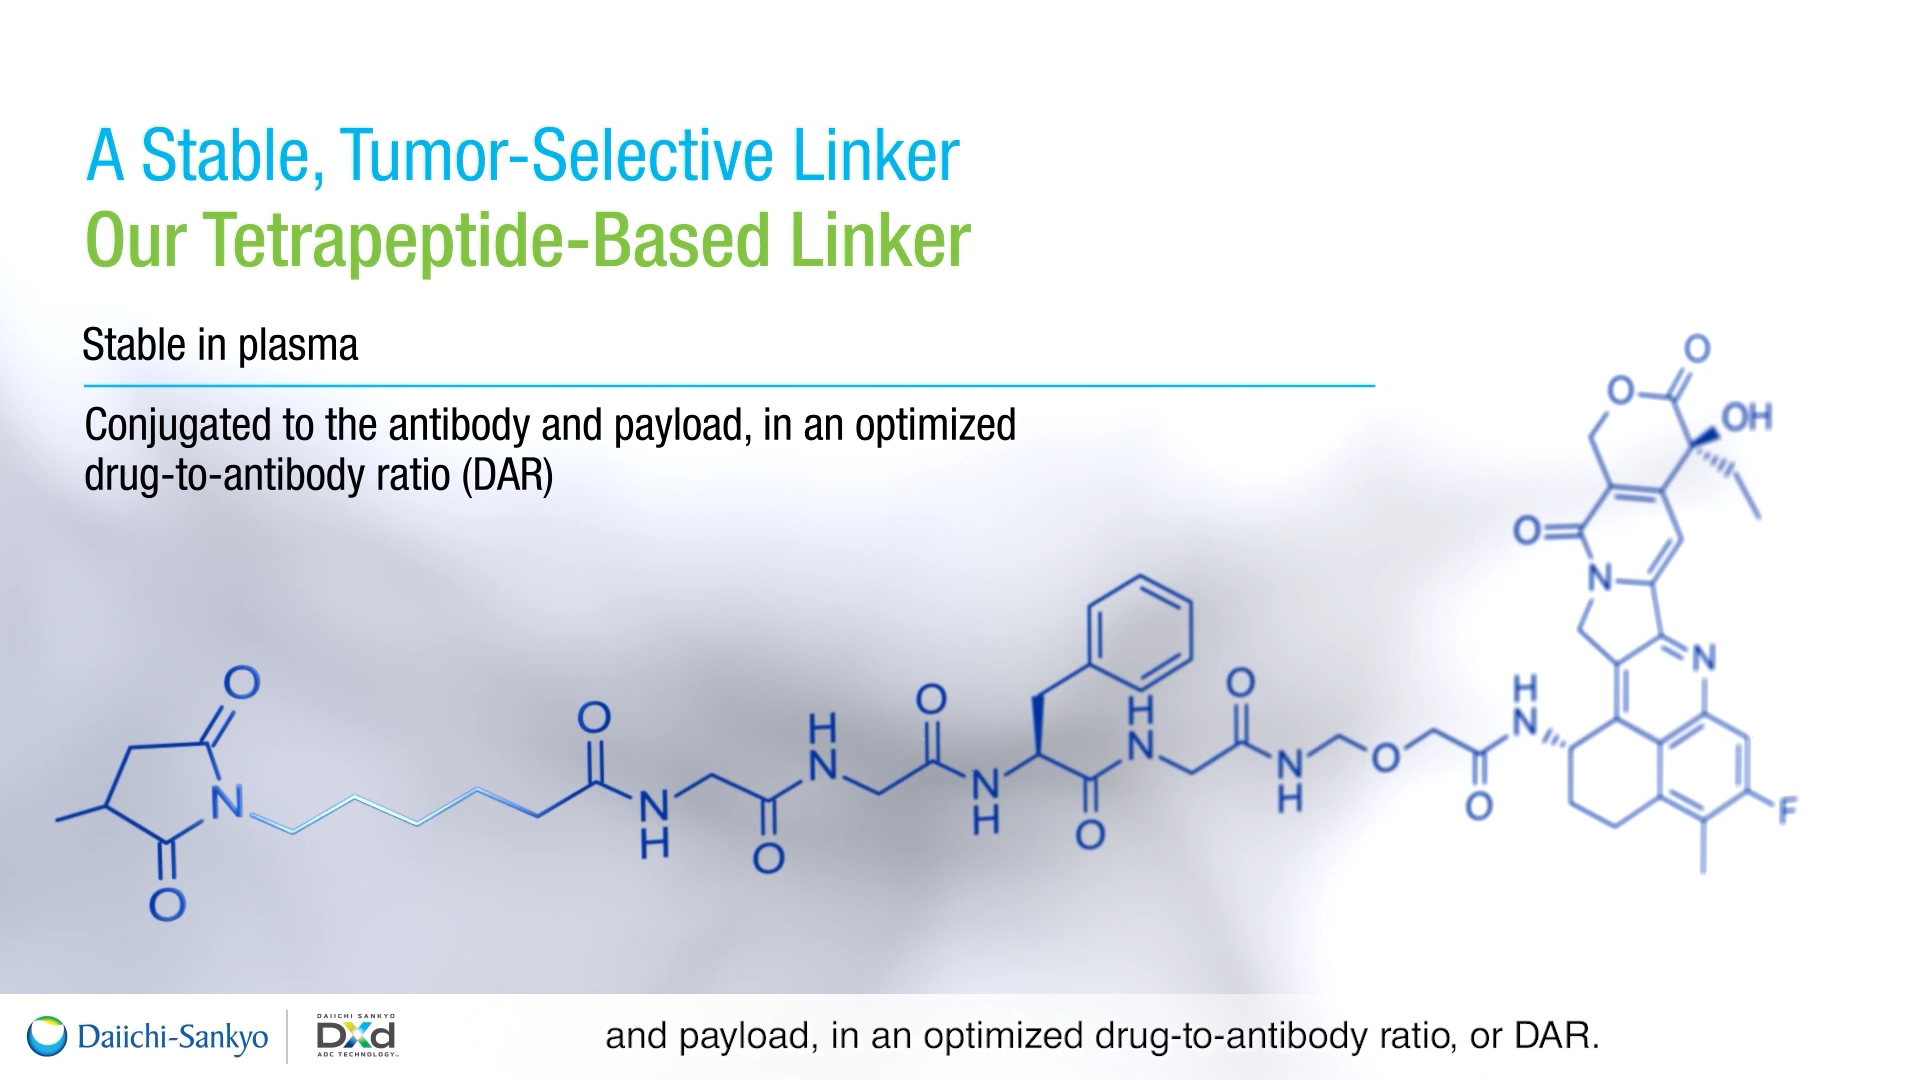 A Stable, Tumor-Selective Linker
Our Tetrapeptide-Based Linker
Stable in plasma
Conjugated to the antibody and payload, in an optimized
drug-to-antibody ratio (DAR)
O
O
OH
O
N
N
H
N
F
O
N
O
O
N
H
O
H
N
O
N
H
O
H
N
O
N
H
O
O
Daiichi-Sankyo
DAIICHI SANKYO
DXd
ADC TECHNOLOGY™
and payload, in an optimized drug-to-antibody ratio, or DAR.